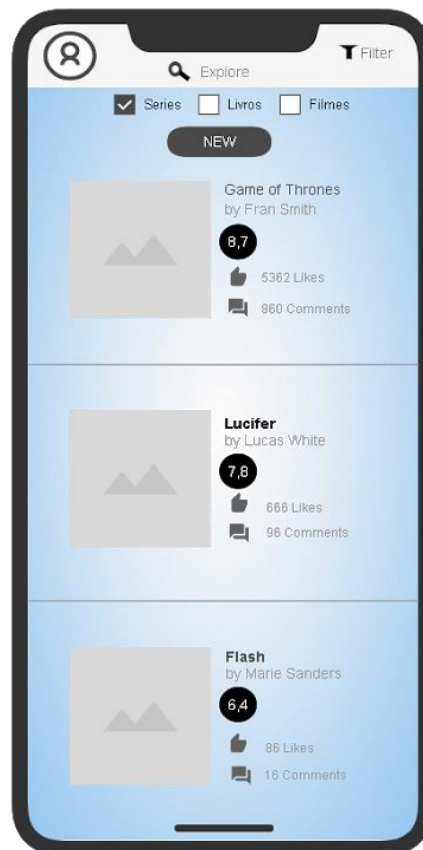 Filter
Explore
Series Livros Filmes
NEW
Game of Thrones
by Fran Smith
8,7
5362 Likes
860 Comments
Lucifer
by Lucas White
7,8
666 Likes
96 Comments
Flash
by Marie Sanders
6,4
86 Likes
16 Comments